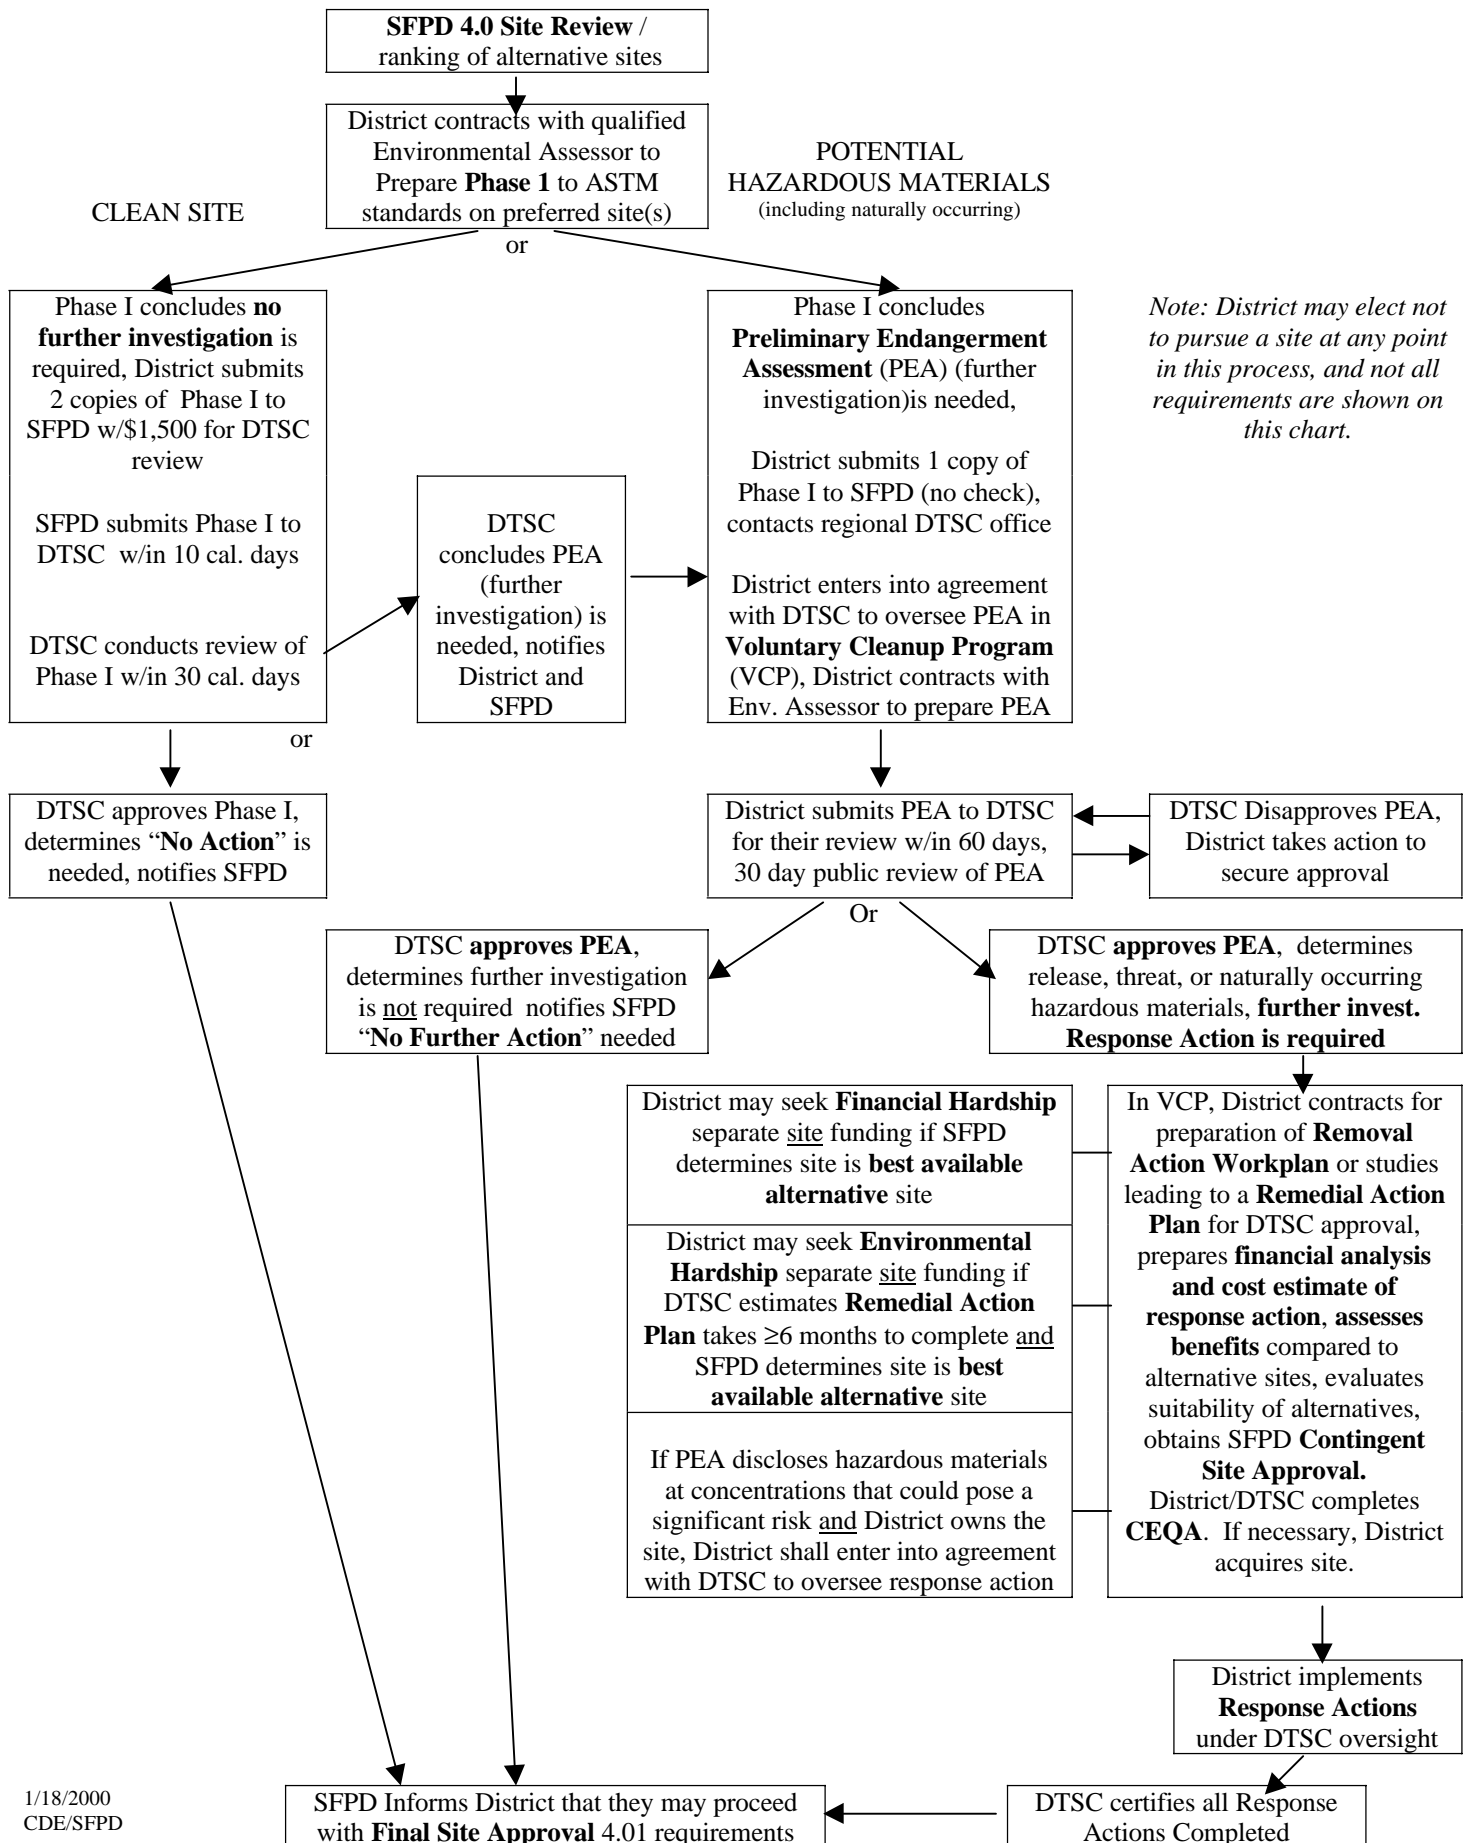 SFPD 4.0 Site Review /
ranking of alternative sites
District contracts with qualified
Environmental Assessor to
Prepare Phase 1 to ASTM
standards on preferred site(s)
CLEAN SITE
POTENTIAL
HAZARDOUS MATERIALS
(including naturally occurring)
or
Phase I concludes no
further investigation is
required, District submits
2 copies of Phase I to
SFPD w/$1,500 for DTSC
review
SFPD submits Phase I to
DTSC w/in 10 cal. days
DTSC conducts review of
Phase I w/in 30 cal. days
DTSC
concludes PEA
(further
investigation) is
needed, notifies
District and
SFPD
Phase I concludes
Preliminary Endangerment
Assessment (PEA) (further
investigation)is needed,
District submits 1 copy of
Phase I to SFPD (no check),
contacts regional DTSC office
District enters into agreement
with DTSC to oversee PEA in
Voluntary Cleanup Program
(VCP), District contracts with
Env. Assessor to prepare PEA
Note: District may elect not
to pursue a site at any point
in this process, and not all
requirements are shown on
this chart.
or
DTSC approves Phase I,
determines “No Action” is
needed, notifies SFPD
District submits PEA to DTSC
for their review w/in 60 days,
30 day public review of PEA
DTSC Disapproves PEA,
District takes action to
secure approval
Or
DTSC approves PEA,
determines further investigation
is not required notifies SFPD
“No Further Action” needed
DTSC approves PEA, determines
release, threat, or naturally occurring
hazardous materials, further invest.
Response Action is required
District may seek Financial Hardship
separate site funding if SFPD
determines site is best available
alternative site
District may seek Environmental
Hardship separate site funding if
DTSC estimates Remedial Action
Plan takes ≥6 months to complete and
SFPD determines site is best
available alternative site
If PEA discloses hazardous materials
at concentrations that could pose a
significant risk and District owns the
site, District shall enter into agreement
with DTSC to oversee response action
In VCP, District contracts for
preparation of Removal
Action Workplan or studies
leading to a Remedial Action
Plan for DTSC approval,
prepares financial analysis
and cost estimate of
response action, assesses
benefits compared to
alternative sites, evaluates
suitability of alternatives,
obtains SFPD Contingent
Site Approval.
District/DTSC completes
CEQA. If necessary, District
acquires site.
District implements
Response Actions
under DTSC oversight
DTSC certifies all Response
Actions Completed
SFPD Informs District that they may proceed
with Final Site Approval 4.01 requirements
1/18/2000
CDE/SFPD